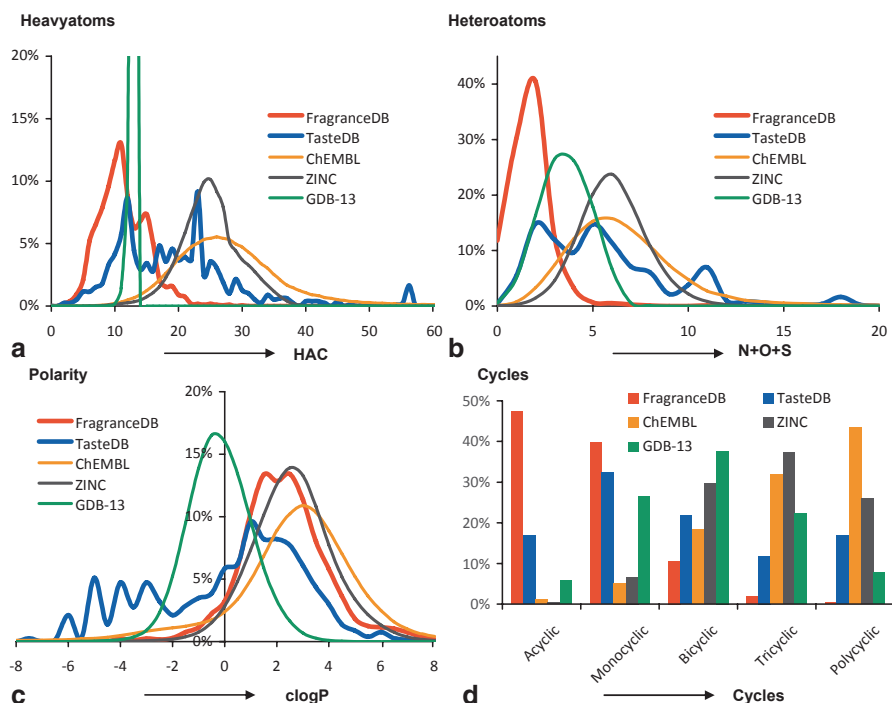 Heavyatoms
20%
15%
10%
5%
0%
0 10 20 30 40 50 60
FragranceDB
TasteDB
ChEMBL
ZINC
GDB-13
a
HAC
Heteroatoms
40%
30%
20%
10%
0%
0 5 10 15 20
FragranceDB
TasteDB
ChEMBL
ZINC
GDB-13
b
N+O+S
Polarity
20%
15%
10%
5%
0%
-8 -6 -4 -2 0 2 4 6 8
FragranceDB
TasteDB
ChEMBL
ZINC
GDB-13
c
clogP
Cycles
50%
40%
30%
20%
10%
0%
FragranceDB TasteDB
ChEMBL ZINC
GDB-13
Acyclic
Monocyclic
Bicyclic
Tricyclic
Polycyclic
d
Cycles